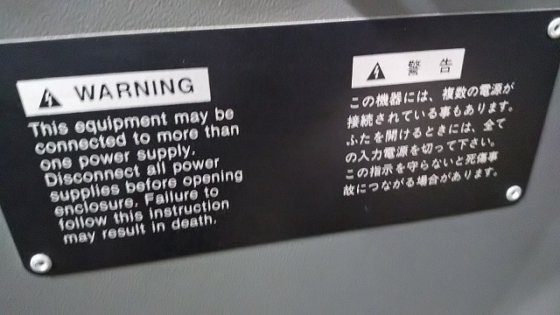 WARNING
This equipment may be
connected to more than
one power supply.
Disconnect all power
supplies before opening
enclosure. Failure to
follow this instruction
may result in death.
警告
この機器には、複数の電源が
接続されている事もあります。
ふたを開けるときには、全て
の入力電源を切って下さい。
この指示を守らないと死傷事
故につながる場合があります。